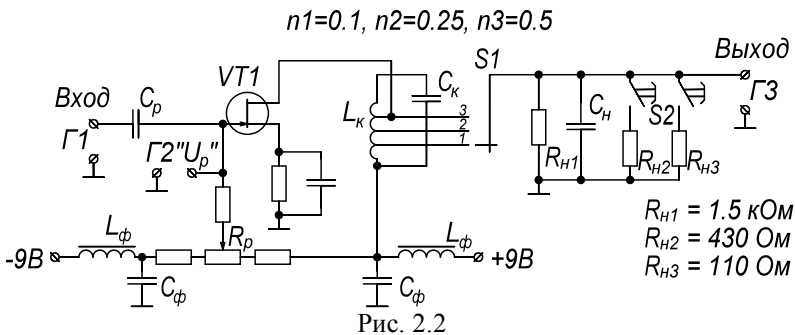 n1=0.1, n2=0.25, n3=0.5
S1
Выход
VT1
Вход
Cр
Cк
Lк
3
2
1
Г1
Г2"Uр"
Cн
S2
Г3
Rн1
Rн2
Rн3
Lф
Rр
Lф
-9В
+9В
Cф
Cф
Rн1 = 1.5 кОм
Rн2 = 430 Ом
Rн3 = 110 Ом
Рис. 2.2